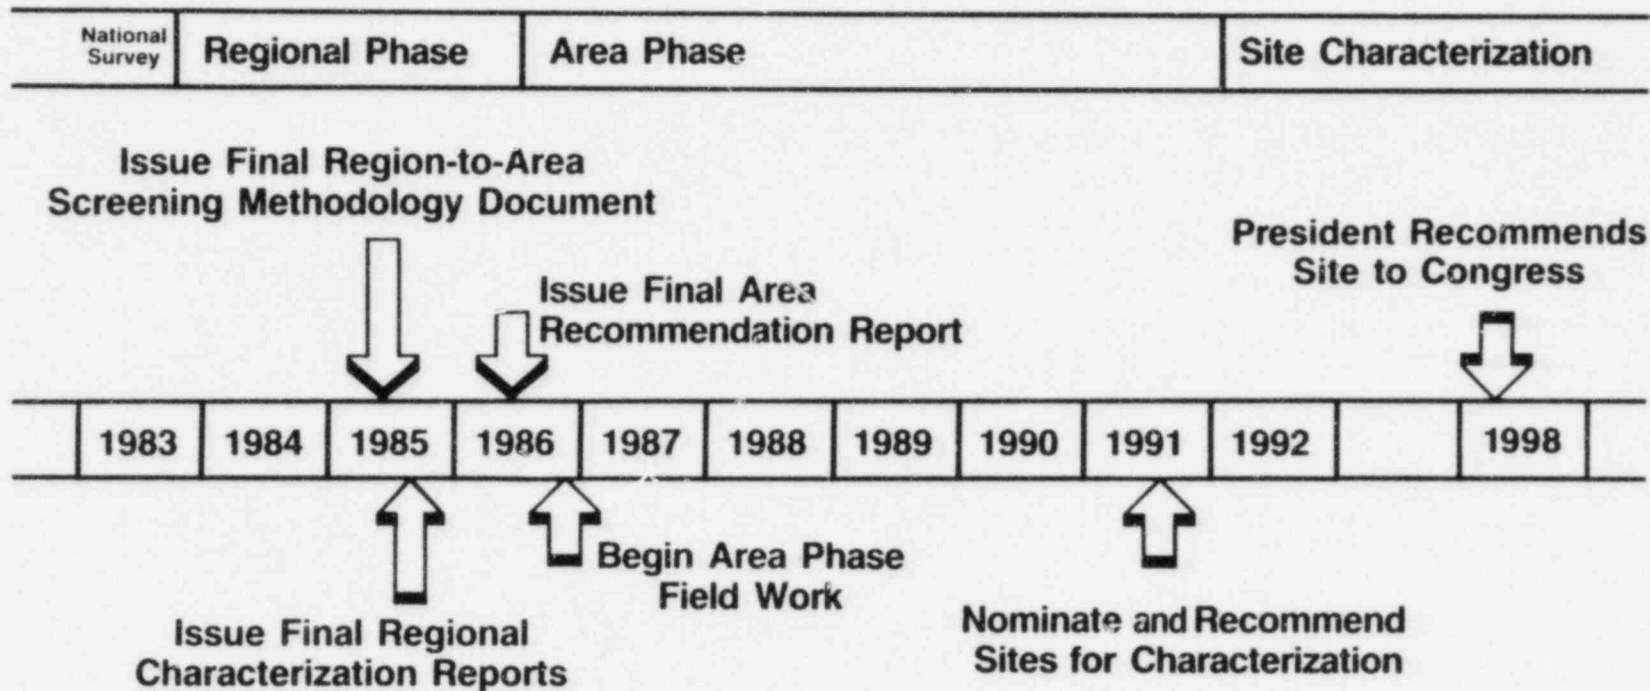 National
Survey
Regional Phase
Area Phase
Site Characterization
Issue Final Region-to-Area
Screening Methodology Document
Issue Final Area
Recommendation Report
President Recommends
Site to Congress
1983
1984
1985
1986
1987
1988
1989
1990
1991
1992
1998
Issue Final Regional
Characterization Reports
Begin Area Phase
Field Work
Nominate and Recommend
Sites for Characterization